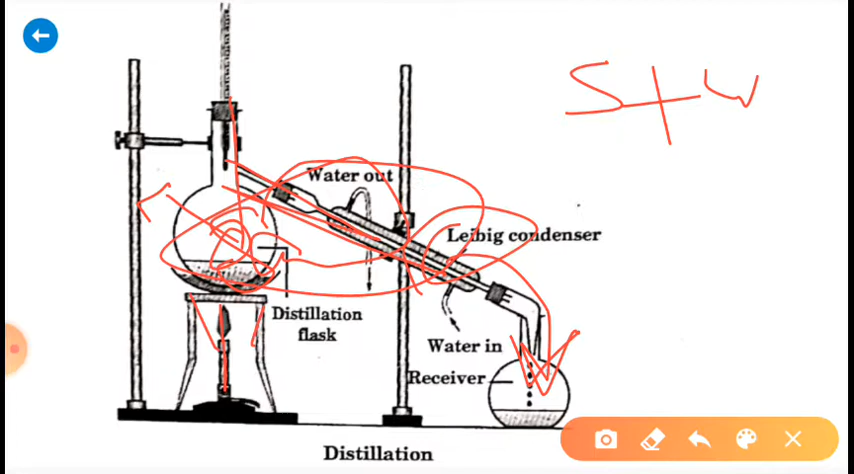 S + W
Water out
Leibig condenser
Distillation
flask
Water in
Receiver
Distillation